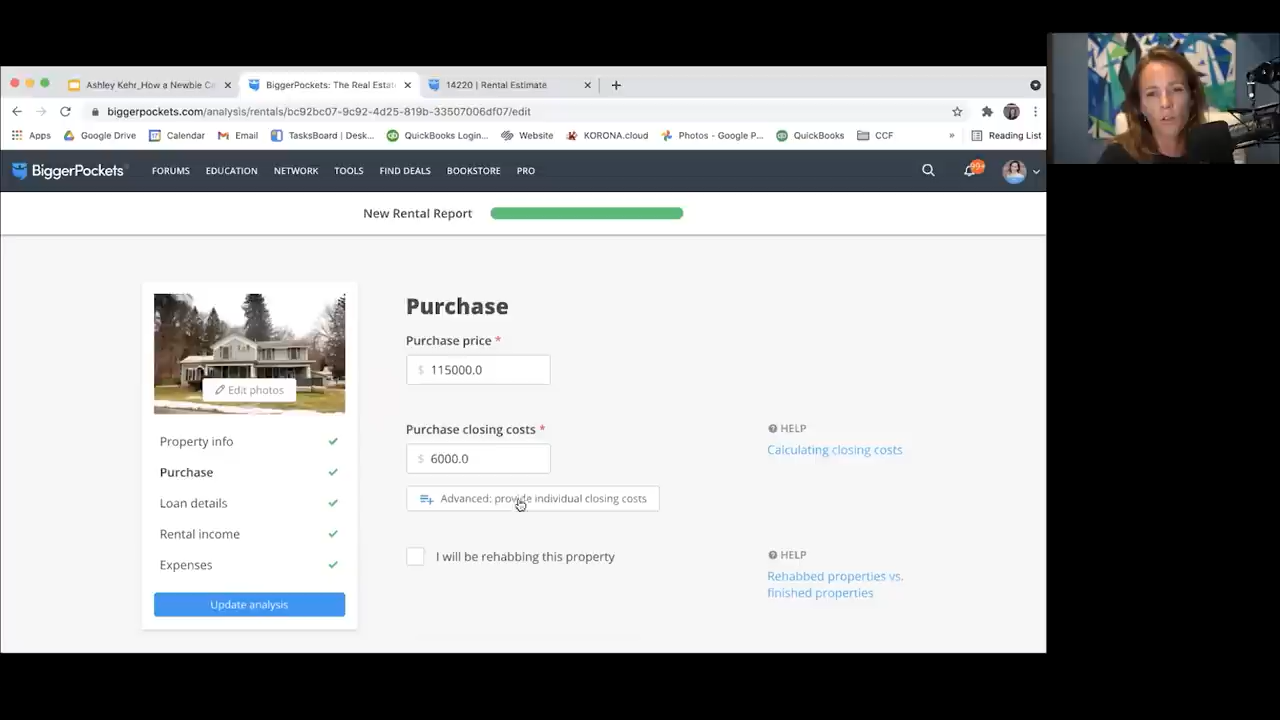 Ashley Kehr_How a Newbie C
BiggerPockets: The Real Estat
14220 | Rental Estimate
biggerpockets.com/analysis/rentals/bc92bc07-9c92-4d25-819b-33507006df07/edit
Apps Google Drive Calendar Email TasksBoard | Desk... QuickBooks Login... Website KORONA.cloud Photos - Google P... QuickBooks CCF » Reading List
BiggerPockets FORUMS EDUCATION NETWORK TOOLS FIND DEALS BOOKSTORE PRO 99+
New Rental Report
Edit photos
Property info
Purchase
Loan details
Rental income
Expenses
Update analysis
Purchase
Purchase price *
$ 115000.0
Purchase closing costs *
$ 6000.0
Advanced: provide individual closing costs
I will be rehabbing this property
HELP
Calculating closing costs
HELP
Rehabbed properties vs.
finished properties